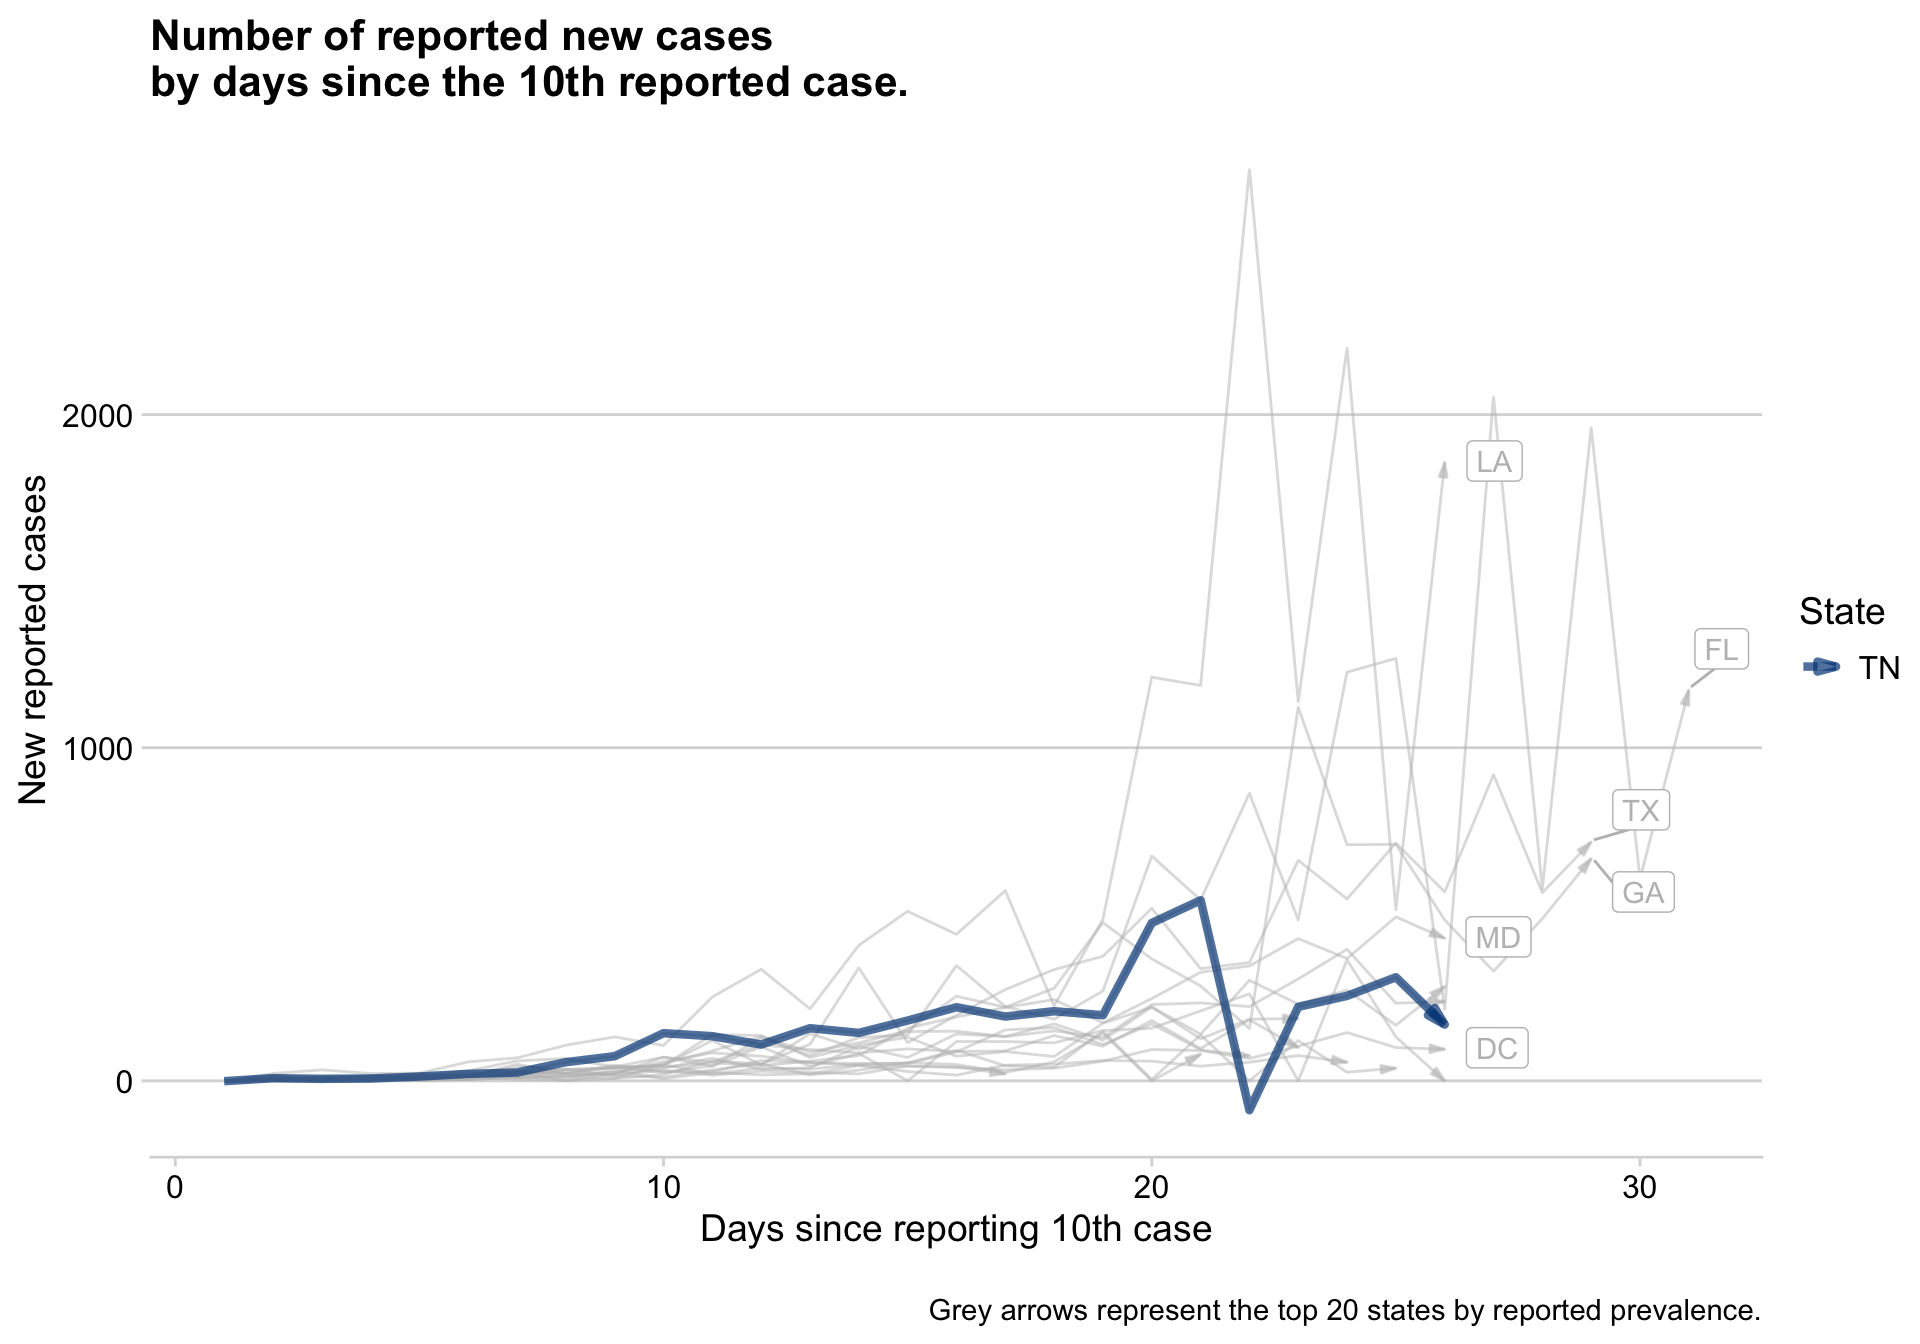 Number of reported new cases
by days since the 10th reported case.
2000
1000
0
New reported cases
LA
FL
TX
GA
MD
DC
State
TN
0 10 20 30
Days since reporting 10th case
Grey arrows represent the top 20 states by reported prevalence.